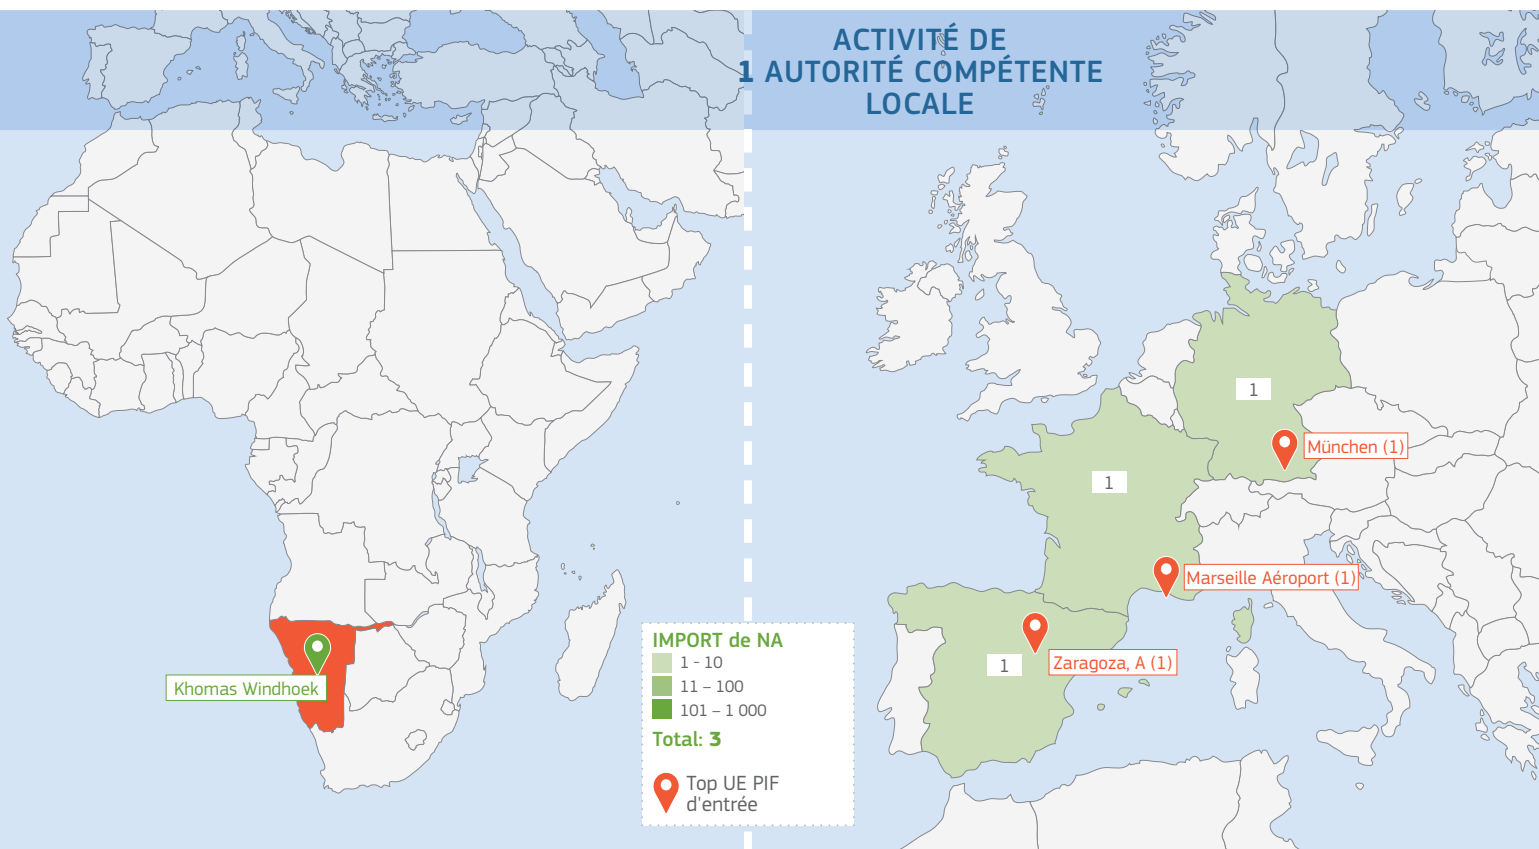 ACTIVITÉ DE
1 AUTORITÉ COMPÉTENTE
LOCALE
1
München (1)
1
Marseille Aéroport (1)
1
Zaragoza, A (1)
Khomas Windhoek
IMPORT de NA
1 - 10
11 – 100
101 – 1 000
Total: 3
Top UE PIF
d'entrée